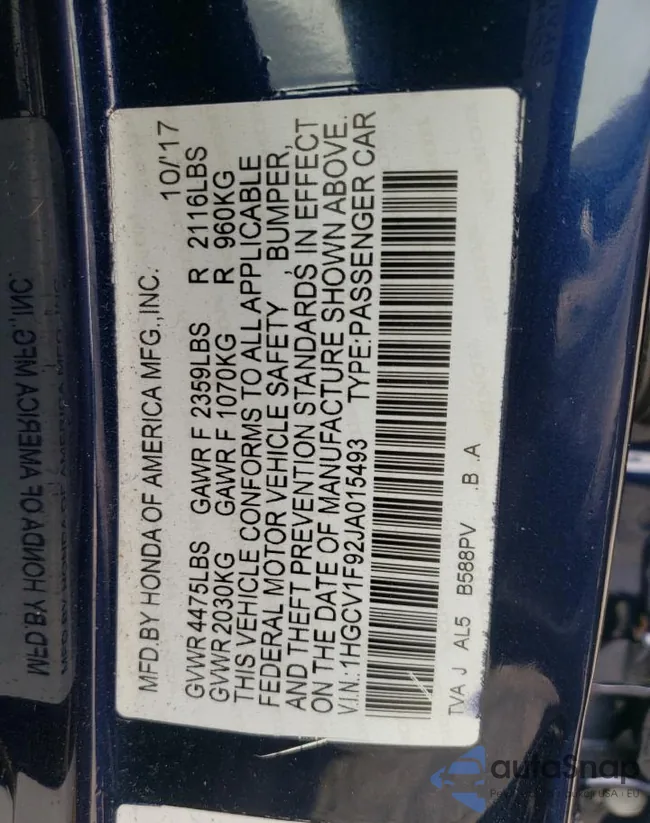 MFD.BY HONDA OF AMERICA MFG.,INC. 10/'17
GVWR 4475LBS GAWR F 2359LBS R 2116LBS
GVWR 2030KG GAWR F 1070KG R 960KG
THIS VEHICLE CONFORMS TO ALL APPLICABLE
FEDERAL MOTOR VEHICLE SAFETY , BUMPER,
AND THEFT PREVENTION STANDARDS IN EFFECT
ON THE DATE OF MANUFACTURE SHOWN ABOVE.
V.I.N.:1HGCV1F92JA015493 TYPE:PASSENGER CAR
TVA J AL5 B588PV .B .A
MFD.BY HONDA OF AMERICA MFG.,INC.
autoSnap